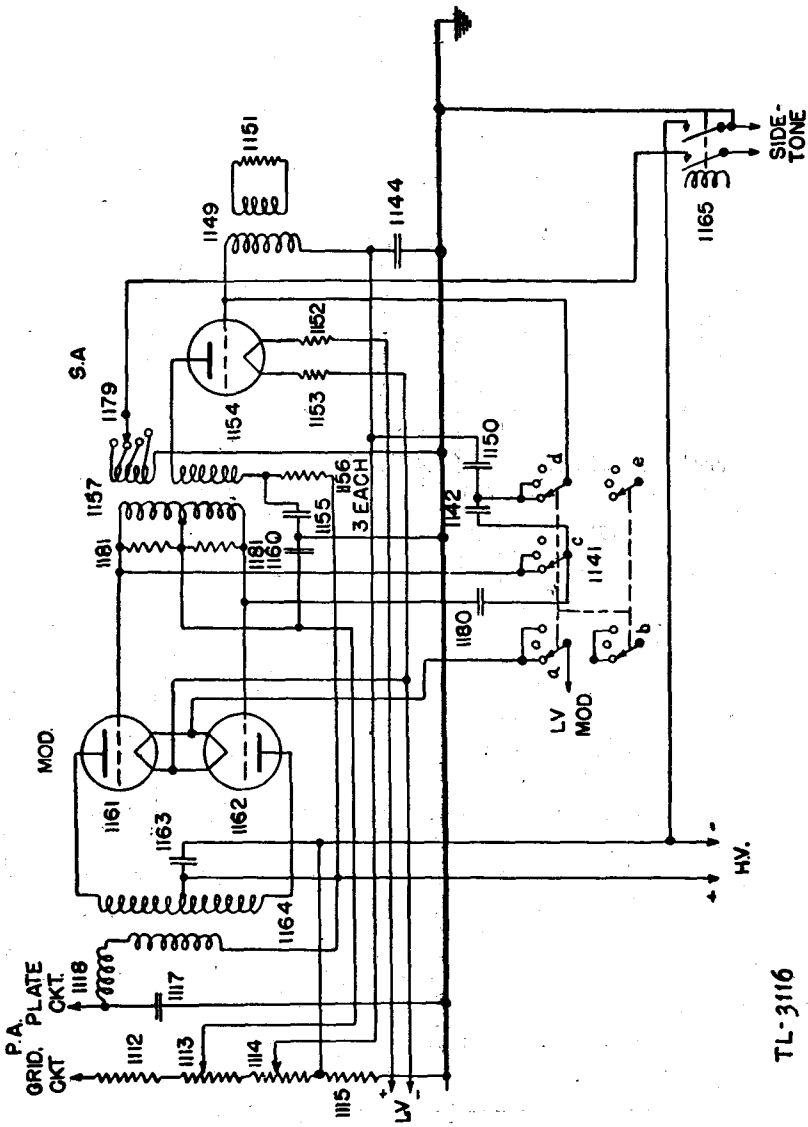 P.A.
GRID. PLATE
CKT CKT.
1118
1117
1112
1113
1114
1115
+
LV
-
MOD.
1161
1162
1163
1164
1181
1181
1160
1157
1179
S.A
1154
1155
1156
3 EACH
1153
1152
1149
1151
1144
1150
1142
1180
1141
a
b
c
d
e
LV
MOD
+
-
H.V.
1165
SIDE-
TONE
TL-3116